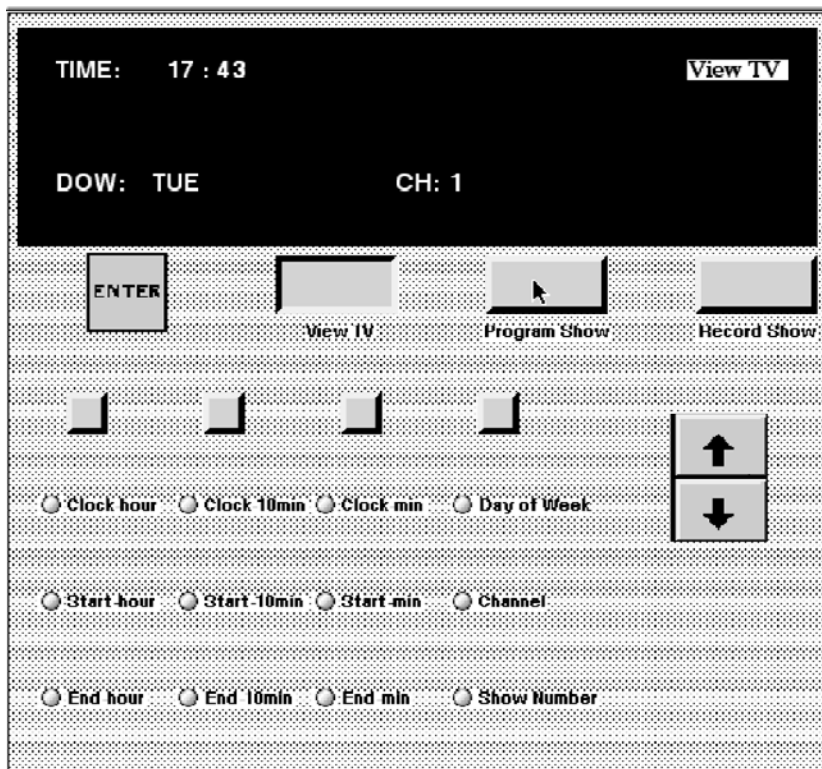 TIME: 17 : 43 View TV
DOW: TUE CH: 1
ENTER
View TV Program Show Record Show
Clock hour Clock 10min Clock min Day of Week
Start-hour Start-10min Start-min Channel
End hour End 10min End min Show Number